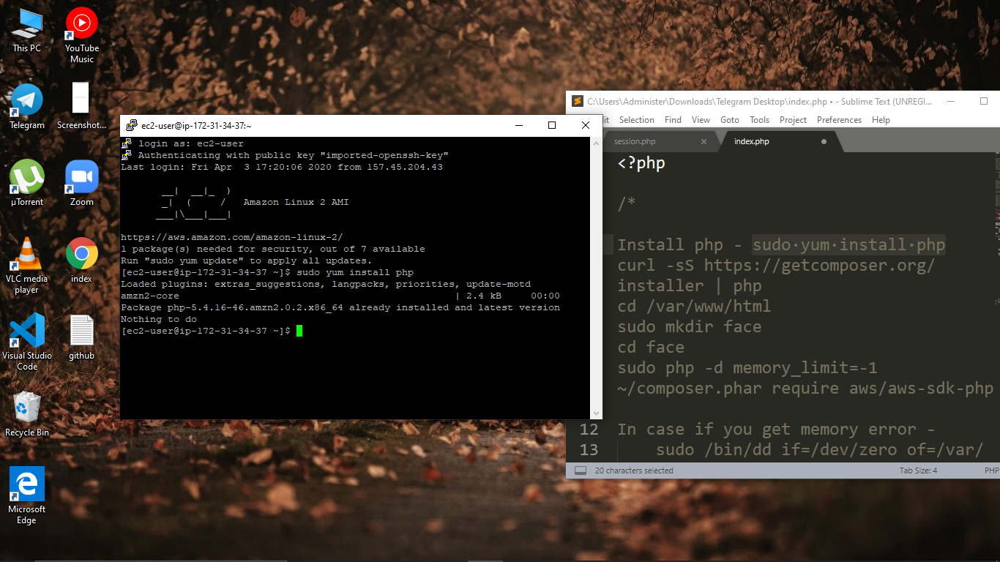 This PC
YouTube
Music
Telegram
Screenshot...
µTorrent
Zoom
VLC media
player
index
Visual Studio
Code
github
Recycle Bin
Microsoft
Edge
ec2-user@ip-172-31-34-37:~
login as: ec2-user
Authenticating with public key "imported-openssh-key"
Last login: Fri Apr  3 17:20:06 2020 from 157.45.204.43
       __|  __|_  )
       _|  (     /   Amazon Linux 2 AMI
      ___|\___|___|
https://aws.amazon.com/amazon-linux-2/
1 package(s) needed for security, out of 7 available
Run "sudo yum update" to apply all updates.
[ec2-user@ip-172-31-34-37 ~]$ sudo yum install php
Loaded plugins: extras_suggestions, langpacks, priorities, update-motd
amzn2-core                                                | 2.4 kB     00:00
Package php-5.4.16-46.amzn2.0.2.x86_64 already installed and latest version
Nothing to do
[ec2-user@ip-172-31-34-37 ~]$
C:\Users\Administer\Downloads\Telegram Desktop\index.php • - Sublime Text (UNREGI...
Selection Find View Goto Tools Project Preferences Help
session.php index.php
<?php
/*
Install php - sudo·yum·install·php
curl -sS https://getcomposer.org/
installer | php
cd /var/www/html
sudo mkdir face
cd face
sudo php -d memory_limit=-1
~/composer.phar require aws/aws-sdk-php
12 In case if you get memory error -
13 sudo /bin/dd if=/dev/zero of=/var/
20 characters selected Tab Size: 4 PHP